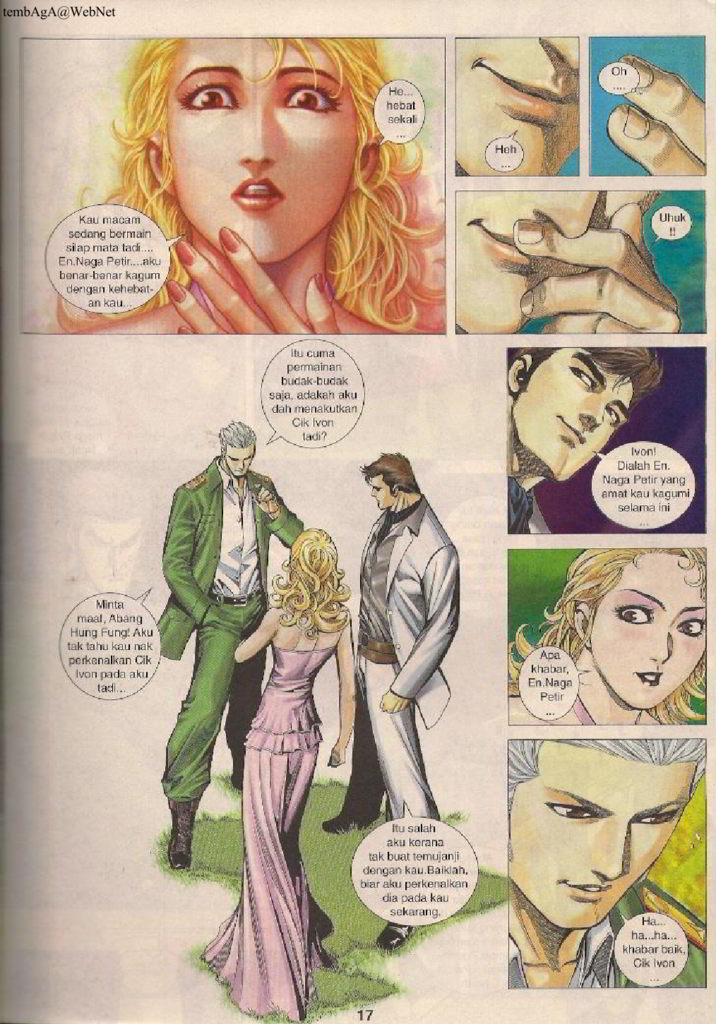 tembAgA@WebNet
He...
hebat
sekali
...
Kau macam
sedang bermain
silap mata tadi....
En.Naga Petir....aku
benar-benar kagum
dengan kehebat-
an kau...
Heh
...
Oh
....
Uhuk
!!
Itu cuma
permainan
budak-budak
saja, adakah aku
dah menakutkan
Cik Ivon
tadi?
Ivon!
Dialah En.
Naga Petir yang
amat kau kagumi
selama ini
...
Minta
maaf, Abang
Hung Fung! Aku
tak tahu kau nak
perkenalkan Cik
Ivon pada aku
tadi...
Apa
khabar,
En.Naga
Petir
...
Itu salah
aku kerana
tak buat temujanji
dengan kau.Baiklah,
biar aku perkenalkan
dia pada kau
sekarang.
Ha...
ha...ha...
khabar baik,
Cik Ivon
...
17